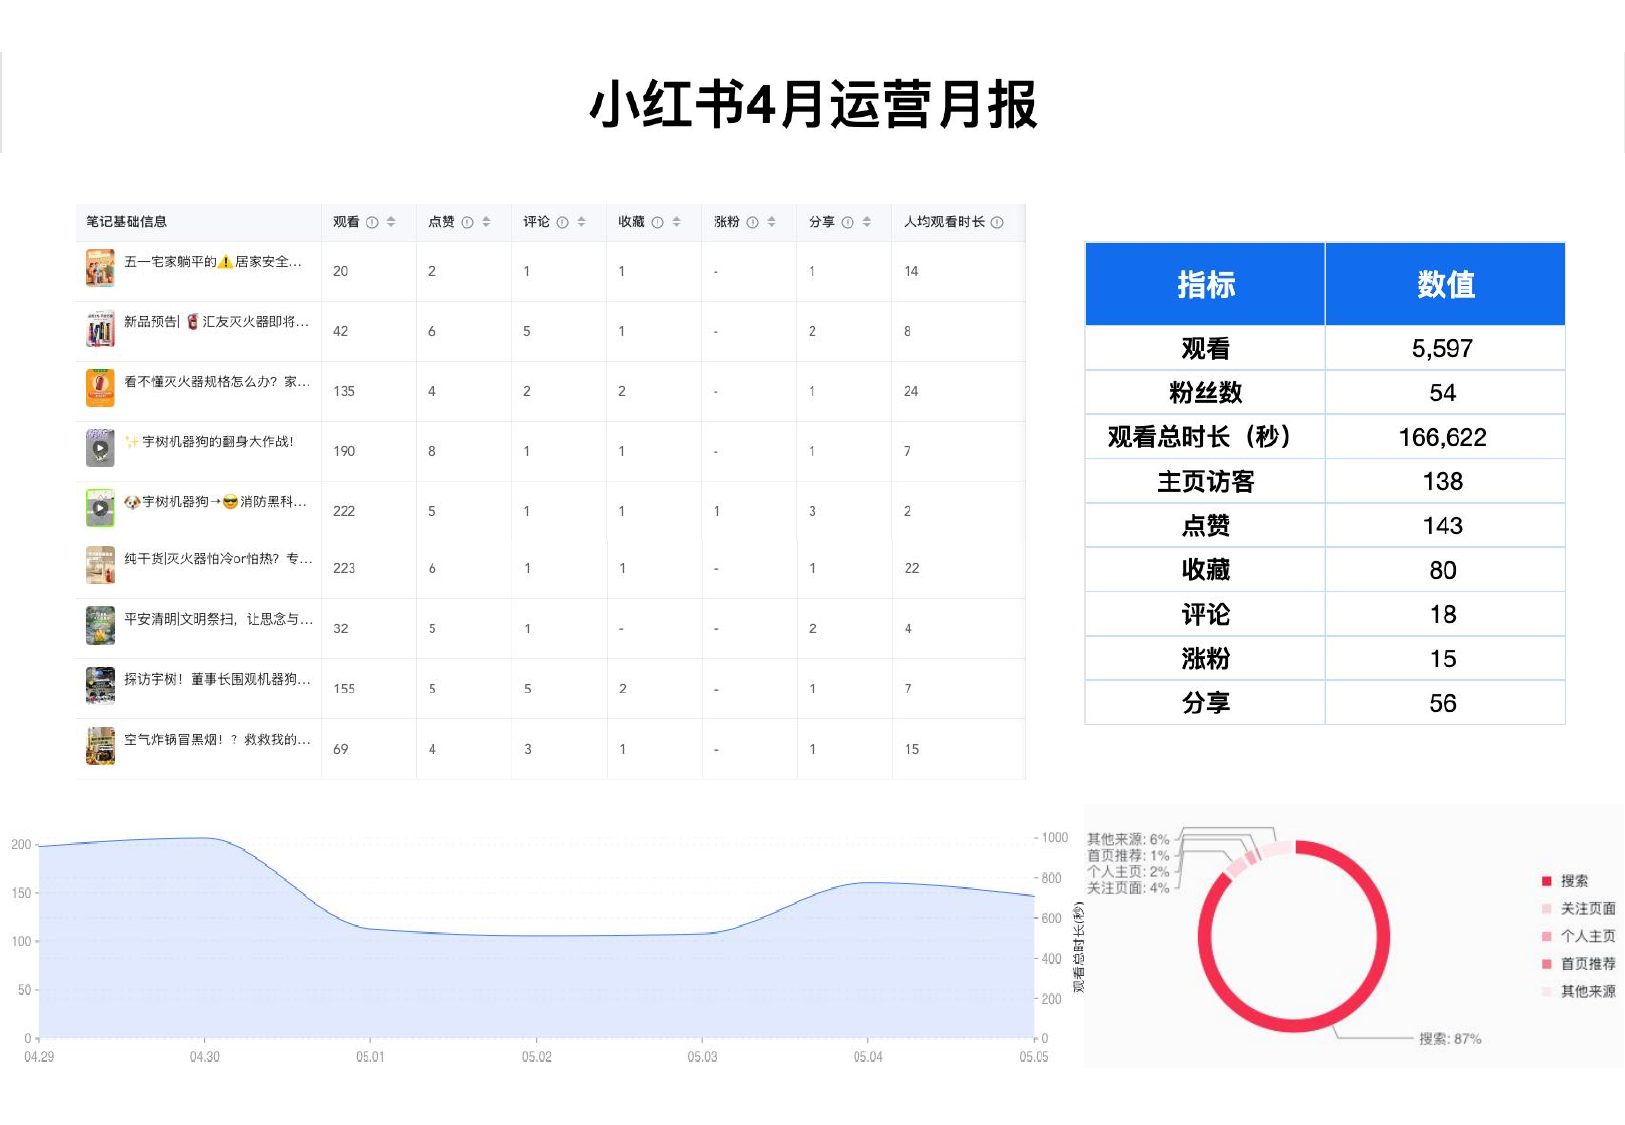 小红书4月运营月报
笔记基础信息 观看 点赞 评论 收藏 涨粉 分享 人均观看时长
五一宅家躺平的⚠️居家安全... 20 2 1 1 - 1 14
新品预告| 🧯汇友灭火器即将... 42 6 5 1 - 2 8
看不懂灭火器规格怎么办？家... 135 4 2 2 - 1 24
✨宇树机器狗的翻身大作战！ 190 8 1 1 - 1 7
🐶宇树机器狗→😎消防黑科... 222 5 1 1 1 3 2
纯干货|灭火器怕冷or怕热？专... 223 6 1 1 - 1 22
平安清明|文明祭扫，让思念与... 32 5 1 - - 2 4
探访宇树！董事长围观机器狗... 155 5 5 2 - 1 7
空气炸锅冒黑烟！？救救我的... 69 4 3 1 - 1 15
指标 数值
观看 5,597
粉丝数 54
观看总时长（秒） 166,622
主页访客 138
点赞 143
收藏 80
评论 18
涨粉 15
分享 56
200
150
100
50
0
04.29 04.30 05.01 05.02 05.03 05.04 05.05
1000
800
600
400
200
0
观看总时长(秒)
其他来源: 6%
首页推荐: 1%
个人主页: 2%
关注页面: 4%
搜索: 87%
搜索
关注页面
个人主页
首页推荐
其他来源